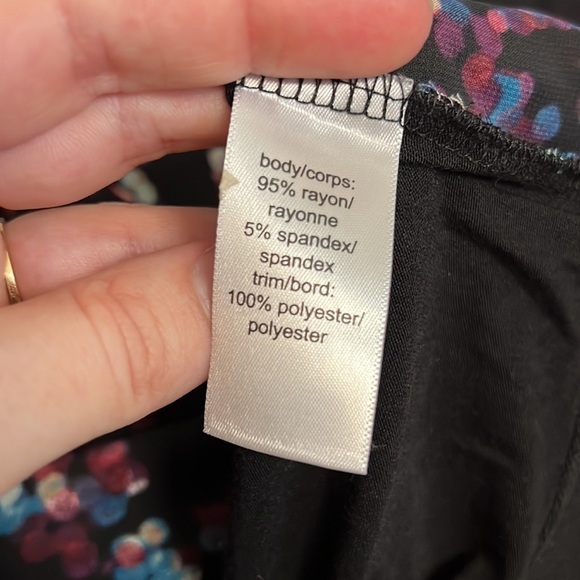 body/corps:
95% rayon/
rayonne
5% spandex/
spandex
trim/bord:
100% polyester/
polyester